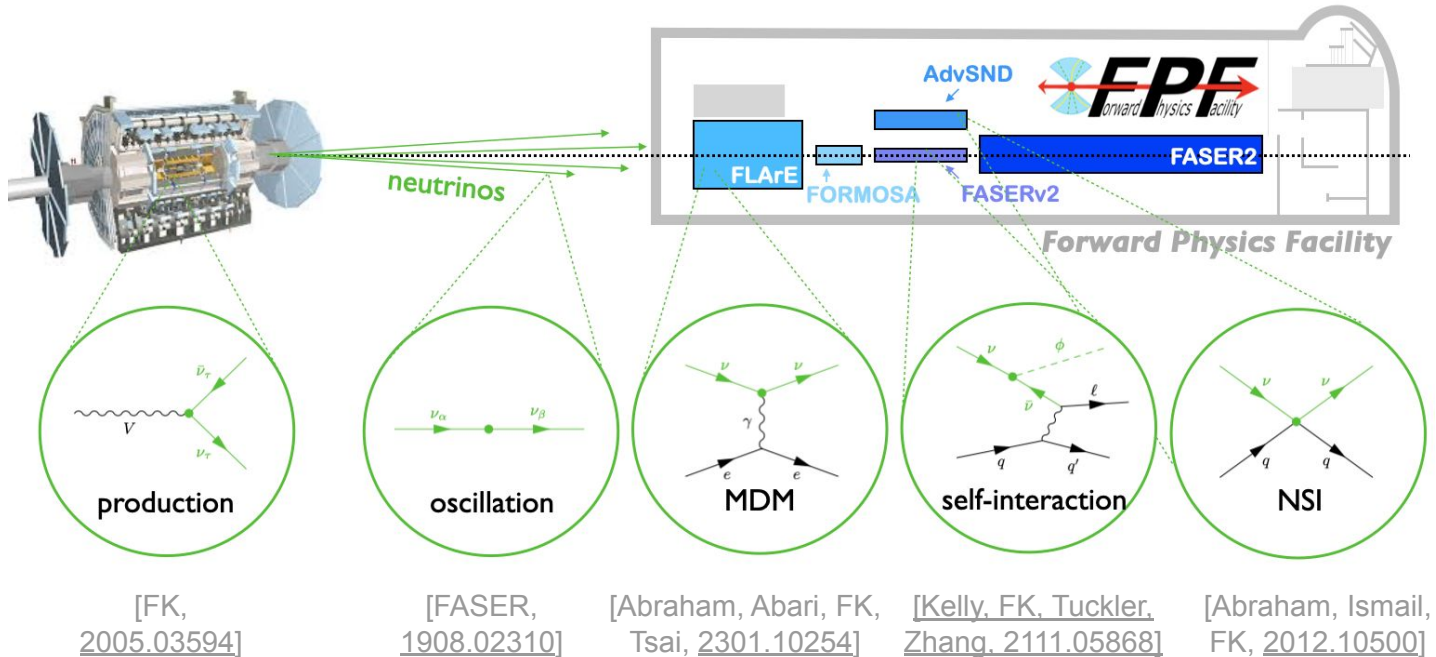 AdvSND
FPF
Forward Physics Facility
FLArE
FASER2
neutrinos
FORMOSA
FASERν2
Forward Physics Facility
ν̄τ
V
ντ
production
να
νβ
oscillation
ν
ν
γ
e
e
MDM
ν
ϕ
ν̄
ℓ
q
q'
self-interaction
ν
ν
q
q
NSI
[FK,
2005.03594]
[FASER,
1908.02310]
[Abraham, Abari, FK,
Tsai, 2301.10254]
[Kelly, FK, Tuckler,
Zhang, 2111.05868]
[Abraham, Ismail,
FK, 2012.10500]